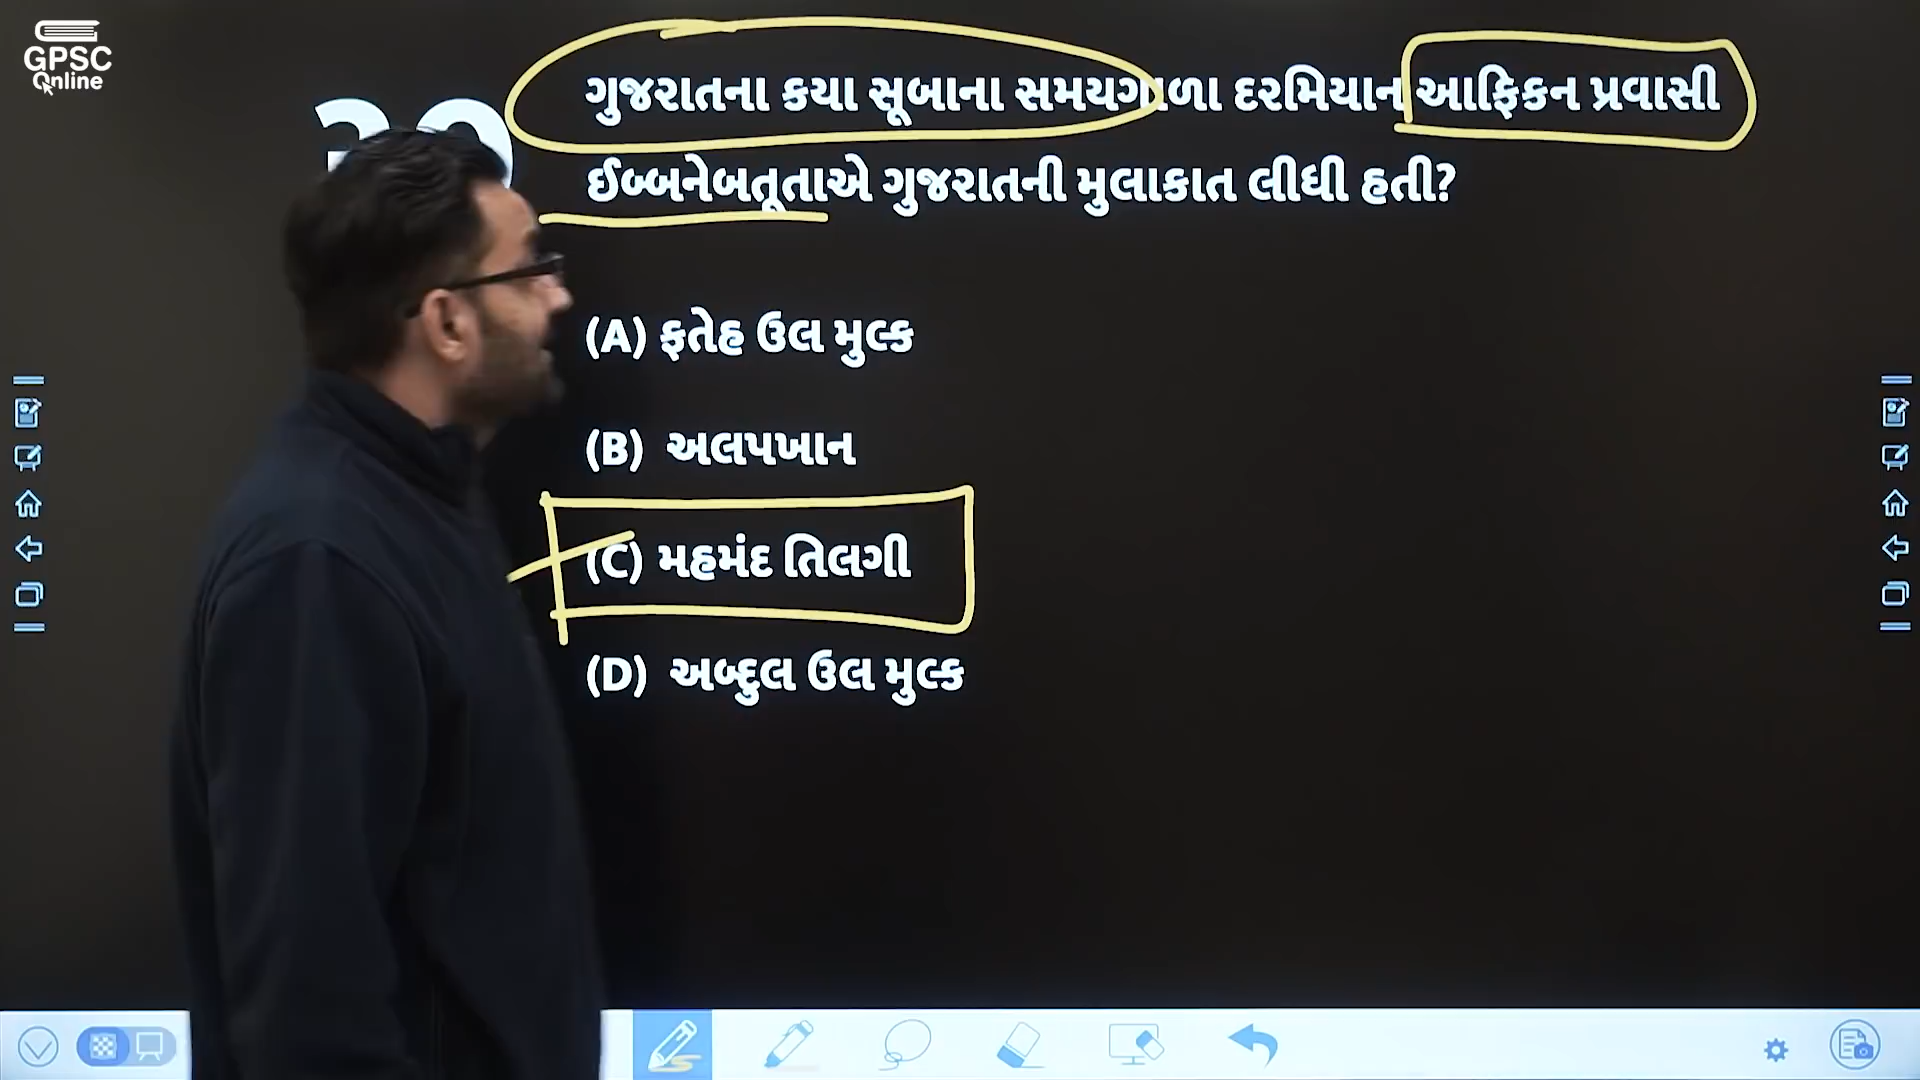 GPSC
Online
ગુજરાતના કયા સૂબાના સમયગાળા દરમિયાન આફ્રિકન પ્રવાસી
ઈબ્બનેબતૂતાએ ગુજરાતની મુલાકાત લીધી હતી?
(A) ફતેહ ઉલ મુલ્ક
(B) અલપખાન
(C) મહમંદ તિલગી
(D) અબ્દુલ ઉલ મુલ્ક